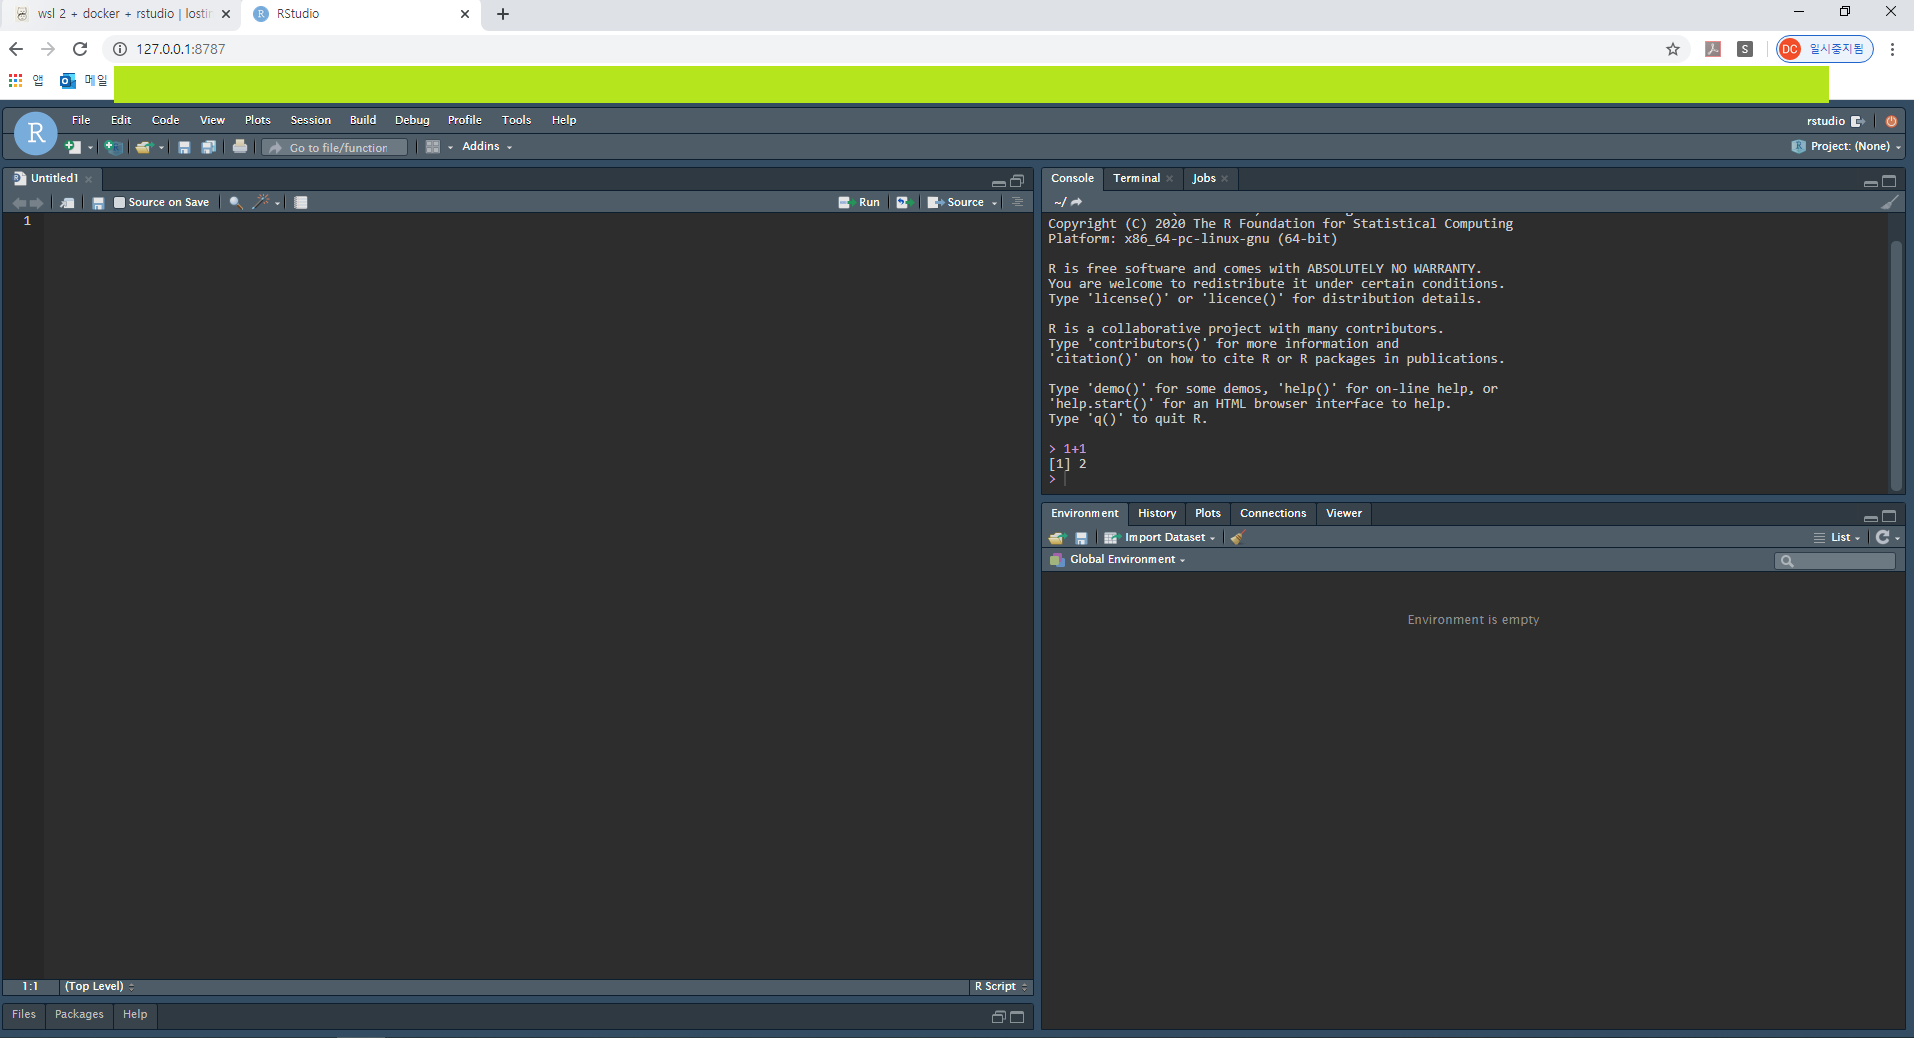 wsl 2 + docker + rstudio | lostin
RStudio
127.0.0.1:8787
S
DC 일시중지됨
앱 메일
R
File Edit Code View Plots Session Build Debug Profile Tools Help
rstudio
Go to file/function
Addins
Project: (None)
Untitled1
Source on Save
Run
Source
1
1:1 (Top Level)
R Script
Files Packages Help
Console Terminal Jobs
~/
Copyright (C) 2020 The R Foundation for Statistical Computing
Platform: x86_64-pc-linux-gnu (64-bit)
R is free software and comes with ABSOLUTELY NO WARRANTY.
You are welcome to redistribute it under certain conditions.
Type 'license()' or 'licence()' for distribution details.
R is a collaborative project with many contributors.
Type 'contributors()' for more information and
'citation()' on how to cite R or R packages in publications.
Type 'demo()' for some demos, 'help()' for on-line help, or
'help.start()' for an HTML browser interface to help.
Type 'q()' to quit R.
> 1+1
[1] 2
>
Environment History Plots Connections Viewer
Import Dataset
List
Global Environment
Environment is empty